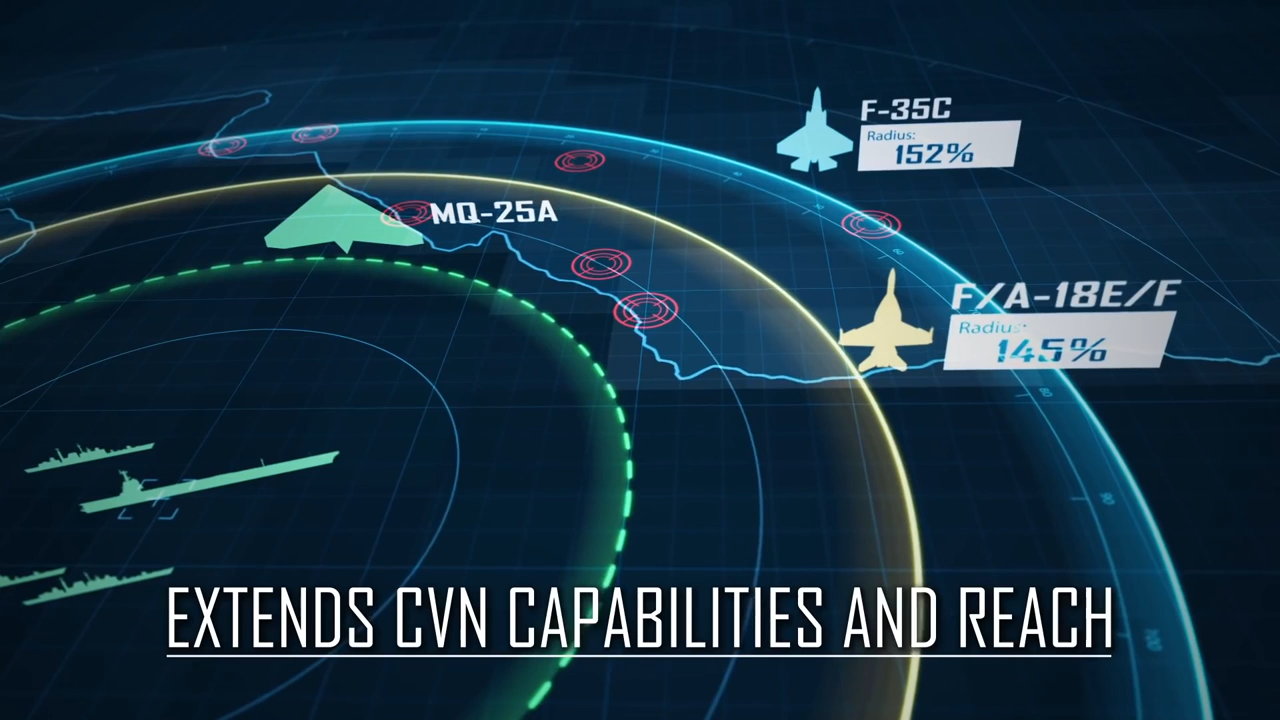 F-35C
Radius:
152%
MQ-25A
F/A-18E/F
Radius:
145%
EXTENDS CVN CAPABILITIES AND REACH